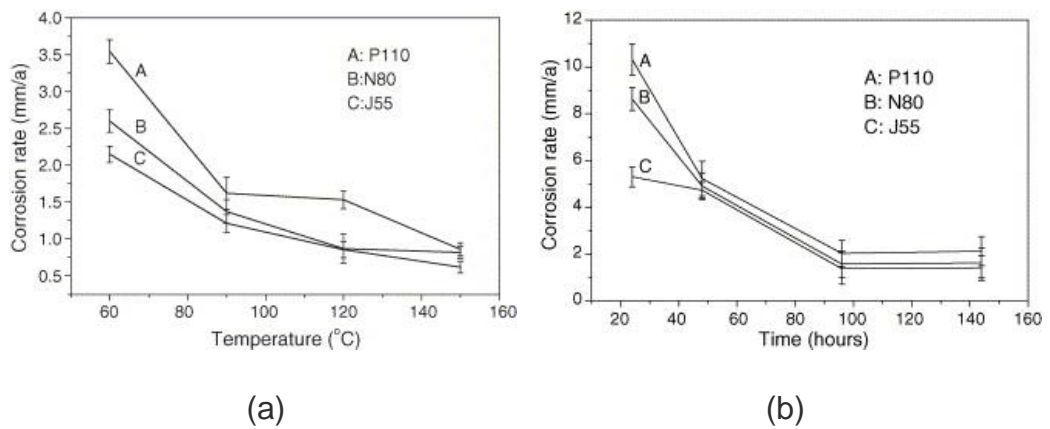 4.0
3.5
3.0
2.5
2.0
1.5
1.0
0.5
Corrosion rate (mm/a)
A
B
C
A: P110
B:N80
C:J55
60 80 100 120 140 160
Temperature (°C)
(a)
12
10
8
6
4
2
0
Corrosion rate (mm/a)
A
B
C
A: P110
B: N80
C: J55
20 40 60 80 100 120 140 160
Time (hours)
(b)